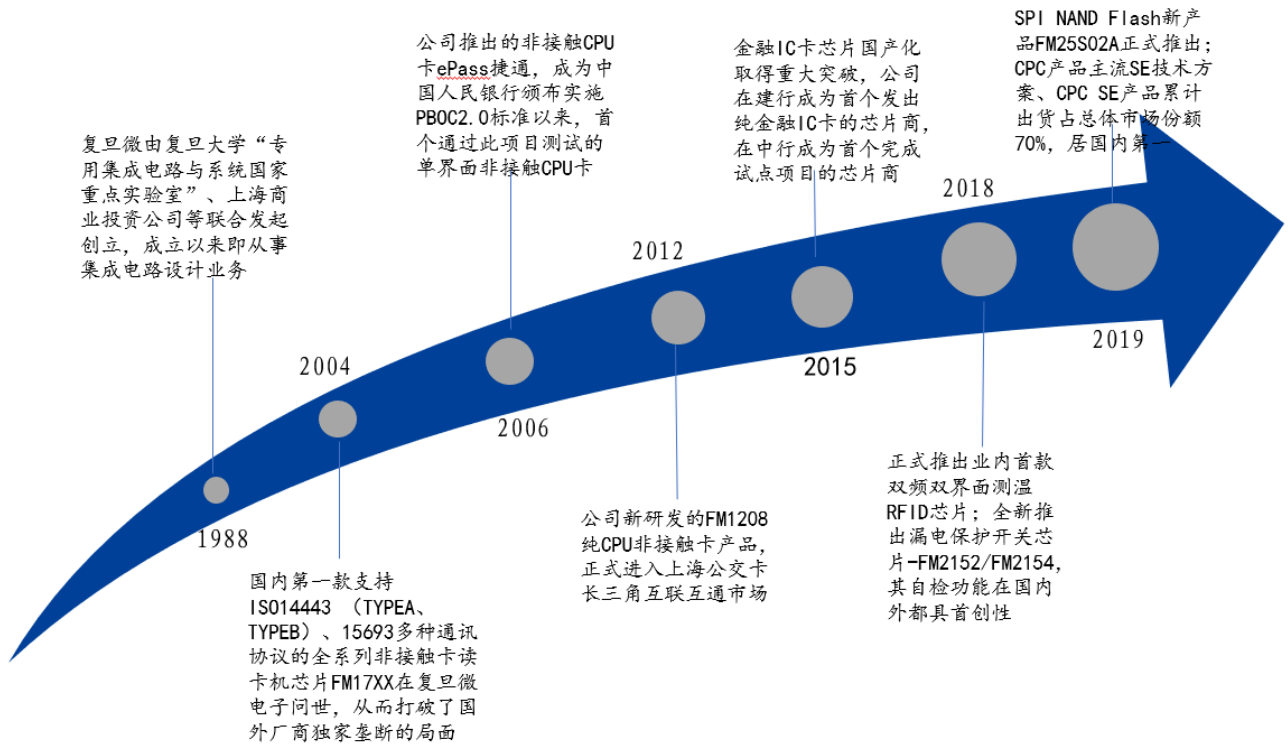 复旦微由复旦大学“专
用集成电路与系统国家
重点实验室”、上海商
业投资公司等联合发起
创立，成立以来即从事
集成电路设计业务
1988
2004
国内第一款支持
ISO14443 （TYPEA、
TYPEB）、15693多种通讯
协议的全系列非接触卡读
卡机芯片FM17XX在复旦微
电子问世，从而打破了国
外厂商独家垄断的局面
公司推出的非接触CPU
卡ePass捷通，成为中
国人民银行颁布实施
PBOC2.0标准以来，首
个通过此项目测试的
单界面非接触CPU卡
2006
2012
公司新研发的FM1208
纯CPU非接触卡产品，
正式进入上海公交卡
长三角互联互通市场
金融IC卡芯片国产化
取得重大突破，公司
在建行成为首个发出
纯金融IC卡的芯片商，
在中行成为首个完成
试点项目的芯片商
2015
2018
正式推出业内首款
双频双界面测温
RFID芯片；全新推
出漏电保护开关芯
片-FM2152/FM2154，
其自检功能在国内
外都具首创性
SPI NAND Flash新产
品FM25S02A正式推出；
CPC产品主流SE技术方
案、CPC SE产品累计
出货占总体市场份额
70%，居国内第一
2019